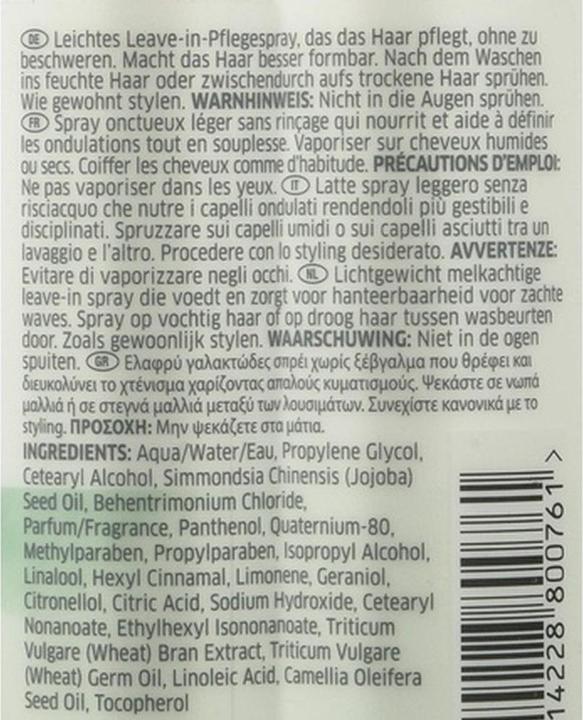 DE Leichtes Leave-in-Pflegespray, das das Haar pflegt, ohne zu
beschweren. Macht das Haar besser formbar. Nach dem Waschen
ins feuchte Haar oder zwischendurch aufs trockene Haar sprühen.
Wie gewohnt stylen. WARNHINWEIS: Nicht in die Augen sprühen.
FR Spray onctueux léger sans rinçage qui nourrit et aide à définir
les ondulations tout en souplesse. Vaporiser sur cheveux humides
ou secs. Coiffer les cheveux comme d'habitude. PRÉCAUTIONS D'EMPLOI:
Ne pas vaporiser dans les yeux. IT Latte spray leggero senza
risciacquo che nutre i capelli ondulati rendendoli più gestibili e
disciplinati. Spruzzare sui capelli umidi o sui capelli asciutti tra un
lavaggio e l'altro. Procedere con lo styling desiderato. AVVERTENZE:
Evitare di vaporizzare negli occhi. NL Lichtgewicht melkachtige
leave-in spray die voedt en zorgt voor hanteerbaarheid voor zachte
waves. Spray op vochtig haar of op droog haar tussen wasbeurten
door. Zoals gewoonlijk stylen. WAARSCHUWING: Niet in de ogen
spuiten. GR Ελαφρύ γαλακτώδες σπρέι χωρίς ξέβγαλμα που θρέφει και
διευκολύνει το χτένισμα χαρίζοντας απαλούς κυματισμούς. Ψεκάστε σε νωπά
μαλλιά ή σε στεγνά μαλλιά μεταξύ των λουσιμάτων. Συνεχίστε κανονικά με το
styling. ΠΡΟΣΟΧΗ: Μην ψεκάζετε στα μάτια.
INGREDIENTS: Aqua/Water/Eau, Propylene Glycol,
Cetearyl Alcohol, Simmondsia Chinensis (Jojoba)
Seed Oil, Behentrimonium Chloride,
Parfum/Fragrance, Panthenol, Quaternium-80,
Methylparaben, Propylparaben, Isopropyl Alcohol,
Linalool, Hexyl Cinnamal, Limonene, Geraniol,
Citronellol, Citric Acid, Sodium Hydroxide, Cetearyl
Nonanoate, Ethylhexyl Isononanoate, Triticum
Vulgare (Wheat) Bran Extract, Triticum Vulgare
(Wheat) Germ Oil, Linoleic Acid, Camellia Oleifera
Seed Oil, Tocopherol
14228 800761 >